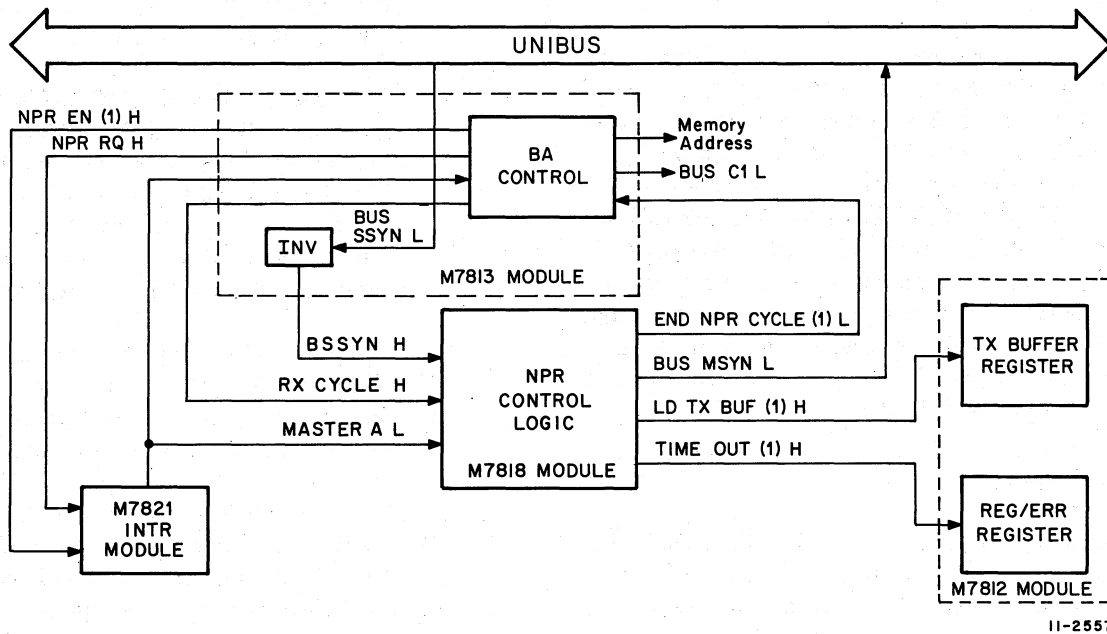 UNIBUS
NPR EN (1) H
NPR RQ H
BA
CONTROL
Memory
Address
BUS C1 L
BUS
SSYN L
INV
M7813 MODULE
BSSYN H
RX CYCLE H
MASTER A L
NPR
CONTROL
LOGIC
M7818 MODULE
END NPR CYCLE (1) L
BUS MSYN L
LD TX BUF (1) H
TIME OUT (1) H
TX BUFFER
REGISTER
REG/ERR
REGISTER
M7812 MODULE
M7821
INTR
MODULE
11-2557